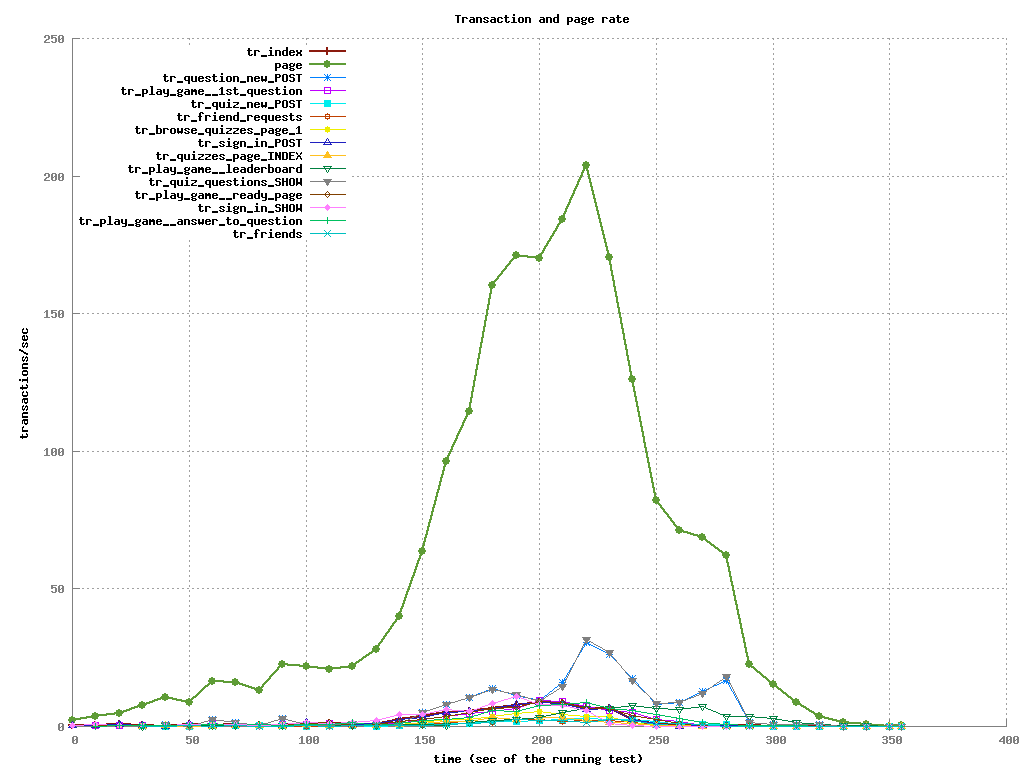 Transaction and page rate
250
200
150
100
50
0
transactions/sec
tr_index
page
tr_question_new_POST
tr_play_game__1st_question
tr_quiz_new_POST
tr_friend_requests
tr_browse_quizzes_page_1
tr_sign_in_POST
tr_quizzes_page_INDEX
tr_play_game__leaderboard
tr_quiz_questions_SHOW
tr_play_game__ready_page
tr_sign_in_SHOW
tr_play_game__answer_to_question
tr_friends
0 50 100 150 200 250 300 350 400
time (sec of the running test)